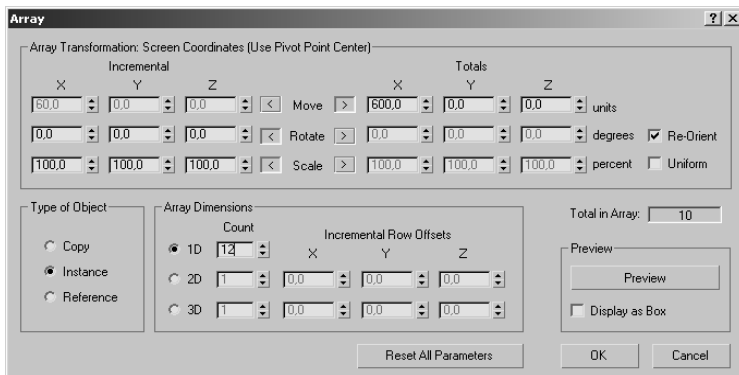 Array ? ×
Array Transformation: Screen Coordinates (Use Pivot Point Center)
Incremental Totals
X Y Z X Y Z
60,0 0,0 0,0 < Move > 600,0 0,0 0,0 units
0,0 0,0 0,0 < Rotate > 0,0 0,0 0,0 degrees Re-Orient
100,0 100,0 100,0 < Scale > 100,0 100,0 100,0 percent Uniform
Type of Object
Copy
Instance
Reference
Array Dimensions
Count Incremental Row Offsets
1D 12 X Y Z
2D 1 0,0 0,0 0,0
3D 1 0,0 0,0 0,0
Total in Array: 10
Preview
Preview
Display as Box
Reset All Parameters OK Cancel